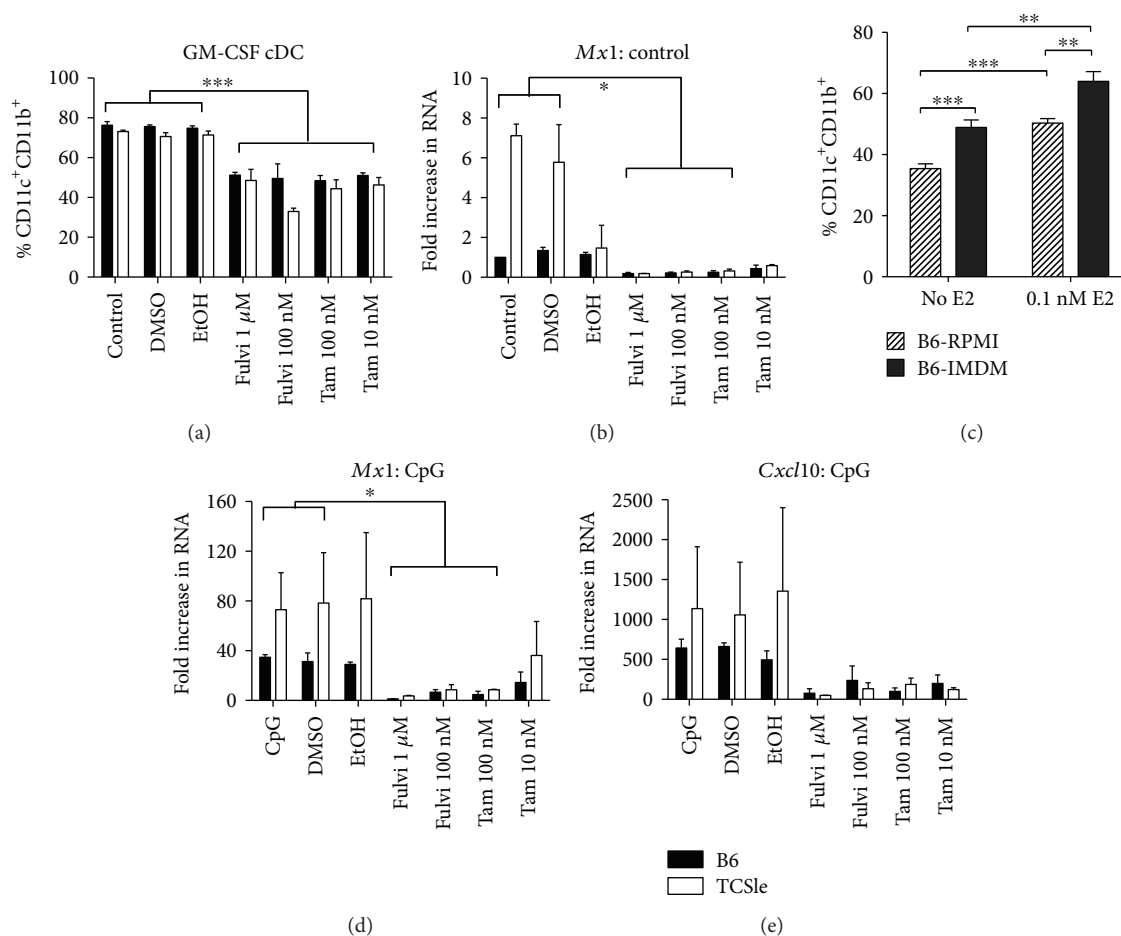 GM-CSF cDC
***
% CD11c+CD11b+
100
80
60
40
20
0
Control
DMSO
EtOH
Fulvi 1 μM
Fulvi 100 nM
Tam 100 nM
Tam 10 nM
(a)
Mx1: control
*
Fold increase in RNA
10
8
6
4
2
0
Control
DMSO
EtOH
Fulvi 1 μM
Fulvi 100 nM
Tam 100 nM
Tam 10 nM
(b)
**
**
***
***
% CD11c+CD11b+
80
60
40
20
0
No E2
0.1 nM E2
B6-RPMI
B6-IMDM
(c)
Mx1: CpG
*
Fold increase in RNA
160
120
80
40
0
CpG
DMSO
EtOH
Fulvi 1 μM
Fulvi 100 nM
Tam 100 nM
Tam 10 nM
(d)
Cxcl10: CpG
Fold increase in RNA
2500
2000
1500
1000
500
0
CpG
DMSO
EtOH
Fulvi 1 μM
Fulvi 100 nM
Tam 100 nM
Tam 10 nM
B6
TCSle
(e)